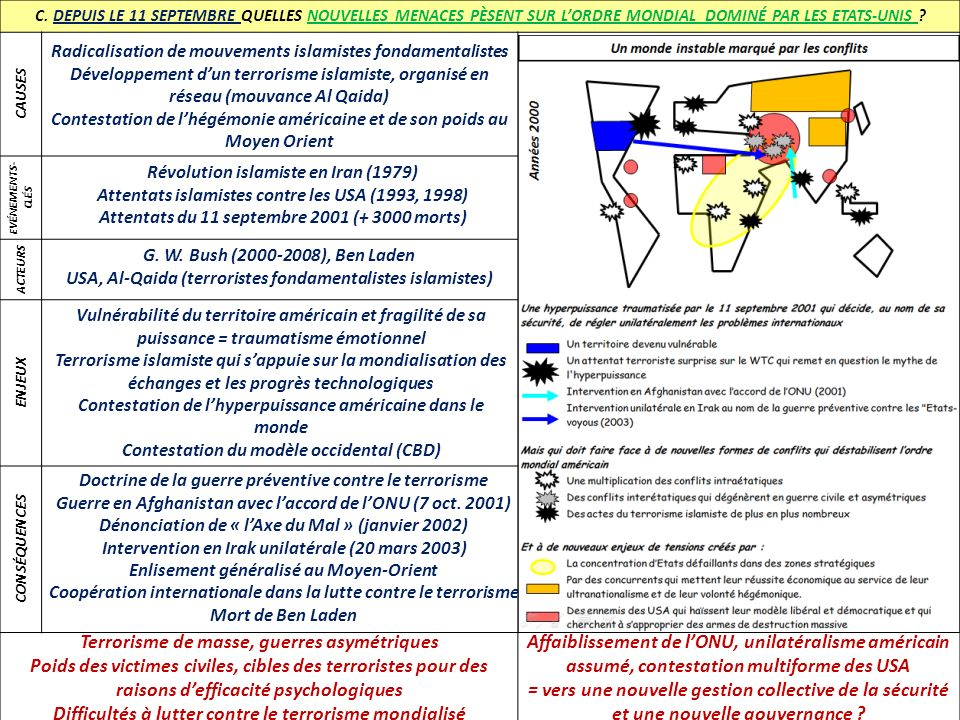 C. DEPUIS LE 11 SEPTEMBRE QUELLES NOUVELLES MENACES PÈSENT SUR L’ORDRE MONDIAL DOMINÉ PAR LES ETATS-UNIS ?
CAUSES
Radicalisation de mouvements islamistes fondamentalistes
Développement d’un terrorisme islamiste, organisé en
réseau (mouvance Al Qaida)
Contestation de l’hégémonie américaine et de son poids au
Moyen Orient
EVÉNEMENTS-
CLÉS
Révolution islamiste en Iran (1979)
Attentats islamistes contre les USA (1993, 1998)
Attentats du 11 septembre 2001 (+ 3000 morts)
ACTEURS
G. W. Bush (2000-2008), Ben Laden
USA, Al-Qaida (terroristes fondamentalistes islamistes)
ENJEUX
Vulnérabilité du territoire américain et fragilité de sa
puissance = traumatisme émotionnel
Terrorisme islamiste qui s’appuie sur la mondialisation des
échanges et les progrès technologiques
Contestation de l’hyperpuissance américaine dans le
monde
Contestation du modèle occidental (CBD)
CONSÉQUENCES
Doctrine de la guerre préventive contre le terrorisme
Guerre en Afghanistan avec l’accord de l’ONU (7 oct. 2001)
Dénonciation de « l’Axe du Mal » (janvier 2002)
Intervention en Irak unilatérale (20 mars 2003)
Enlisement généralisé au Moyen-Orient
Coopération internationale dans la lutte contre le terrorisme
Mort de Ben Laden
Un monde instable marqué par les conflits
Années 2000
Une hyperpuissance traumatisée par le 11 septembre 2001 qui décide, au nom de sa
sécurité, de régler unilatéralement les problèmes internationaux
Un territoire devenu vulnérable
Un attentat terroriste surprise sur le WTC qui remet en question le mythe de
l'hyperpuissance
Intervention en Afghanistan avec l’accord de l’ONU (2001)
Intervention unilatérale en Irak au nom de la guerre préventive contre les "Etats-
voyous (2003)
Mais qui doit faire face à de nouvelles formes de conflits qui déstabilisent l’ordre
mondial américain
Une multiplication des conflits intraétatiques
Des conflits interétatiques qui dégénèrent en guerre civile et asymétriques
Des actes du terrorisme islamiste de plus en plus nombreux
Et à de nouveaux enjeux de tensions créés par :
La concentration d’Etats défaillants dans des zones stratégiques
Par des concurrents qui mettent leur réussite économique au service de leur
ultranationalisme et de leur volonté hégémonique.
Des ennemis des USA qui haïssent leur modèle libéral et démocratique et qui
cherchent à s’approprier des armes de destruction massive
Terrorisme de masse, guerres asymétriques
Poids des victimes civiles, cibles des terroristes pour des
raisons d’efficacité psychologiques
Difficultés à lutter contre le terrorisme mondialisé
Affaiblissement de l’ONU, unilatéralisme américain
assumé, contestation multiforme des USA
= vers une nouvelle gestion collective de la sécurité
et une nouvelle gouvernance ?